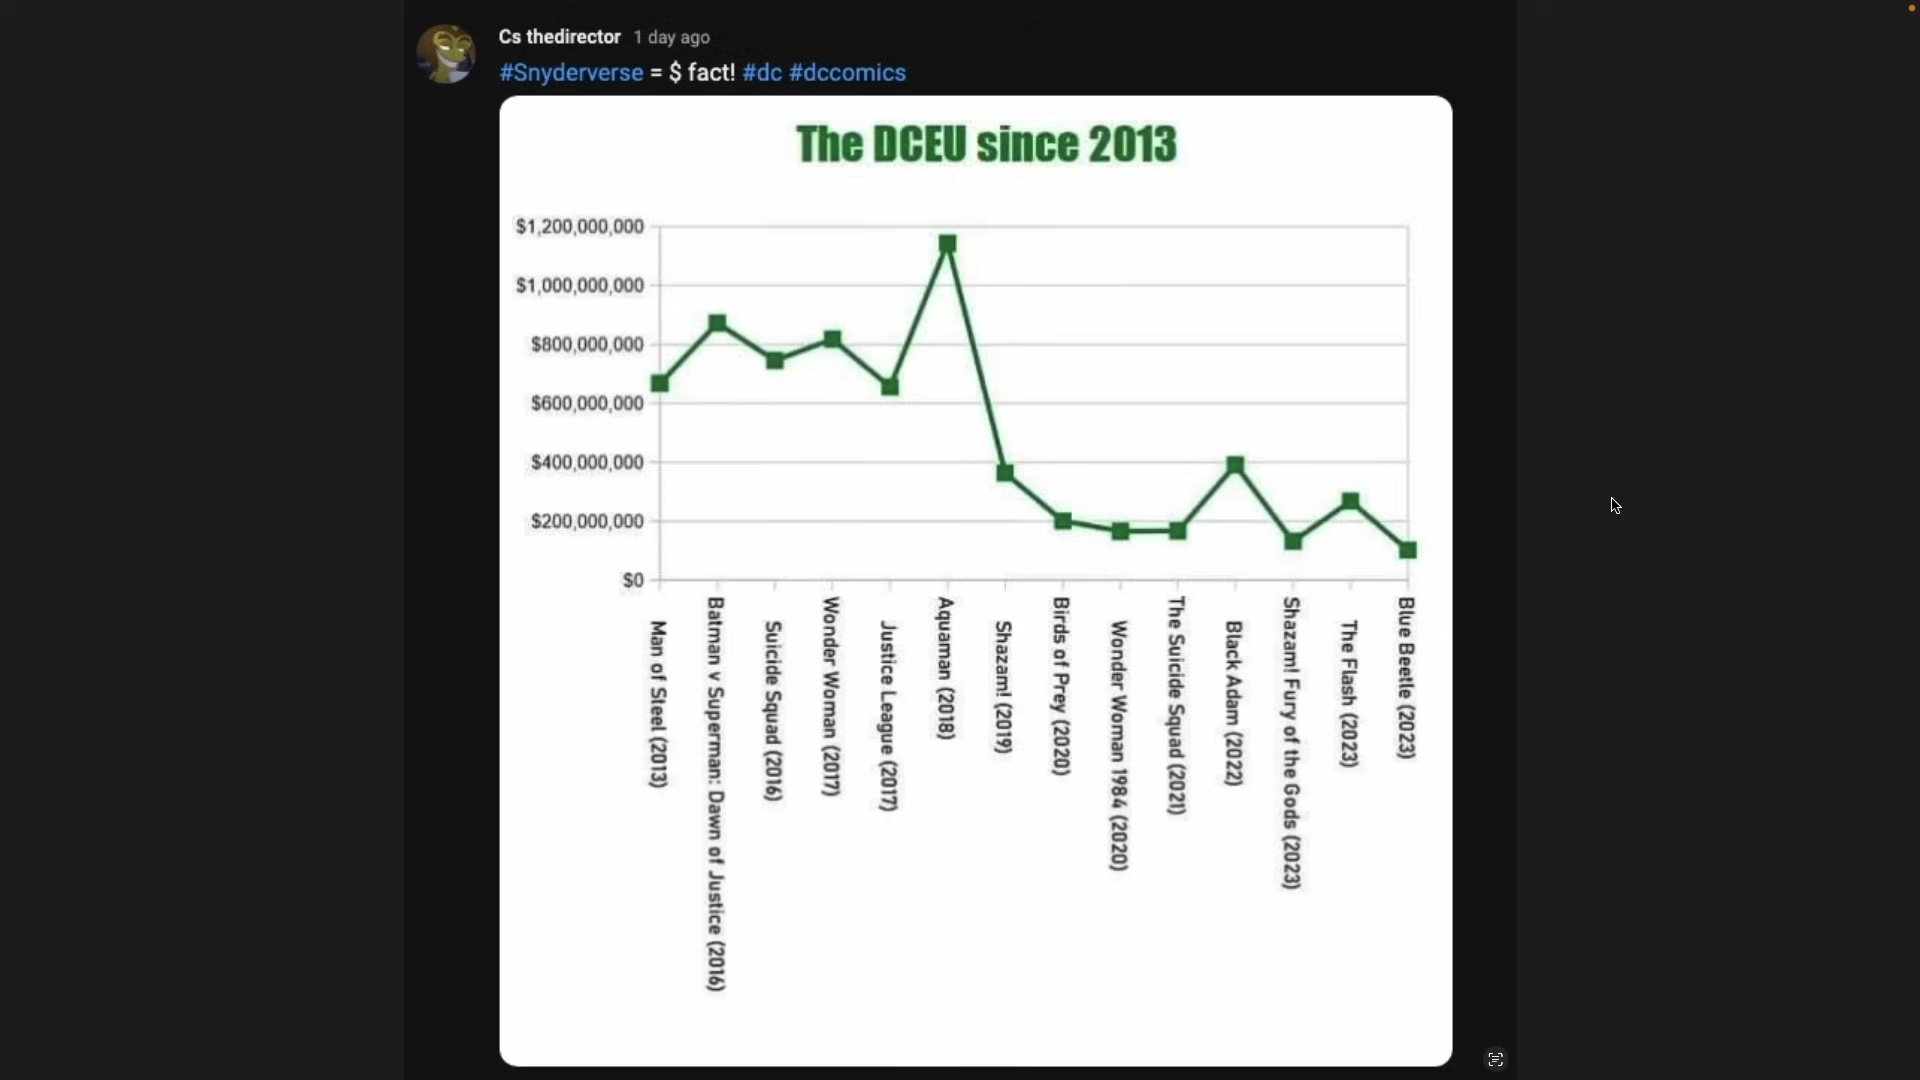 Cs thedirector 1 day ago
#Snyderverse = $ fact! #dc #dccomics
The DCEU since 2013
$1,200,000,000
$1,000,000,000
$800,000,000
$600,000,000
$400,000,000
$200,000,000
$0
Man of Steel (2013)
Batman v Superman: Dawn of Justice (2016)
Suicide Squad (2016)
Wonder Woman (2017)
Justice League (2017)
Aquaman (2018)
Shazam! (2019)
Birds of Prey (2020)
Wonder Woman 1984 (2020)
The Suicide Squad (2021)
Black Adam (2022)
Shazam! Fury of the Gods (2023)
The Flash (2023)
Blue Beetle (2023)